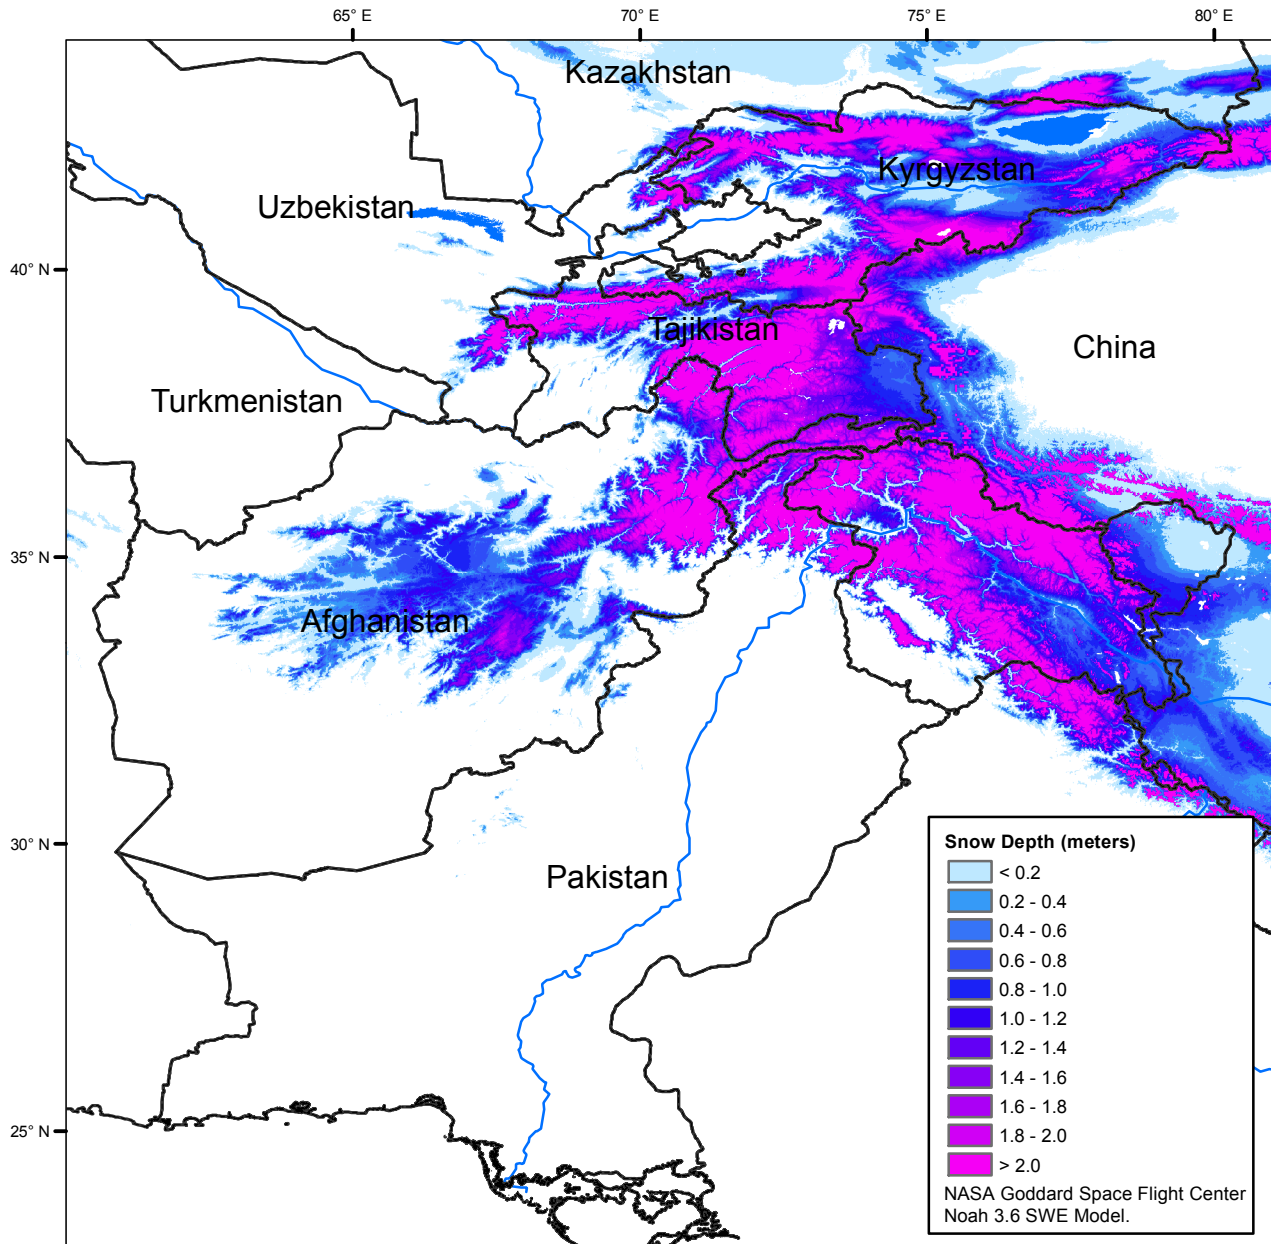 65° E
70° E
75° E
80° E
Kazakhstan
Kyrgyzstan
Uzbekistan
40° N
Tajikistan
China
Turkmenistan
35° N
Afghanistan
30° N
Pakistan
25° N
Snow Depth (meters)
< 0.2
0.2 - 0.4
0.4 - 0.6
0.6 - 0.8
0.8 - 1.0
1.0 - 1.2
1.2 - 1.4
1.4 - 1.6
1.6 - 1.8
1.8 - 2.0
> 2.0
NASA Goddard Space Flight Center
Noah 3.6 SWE Model.